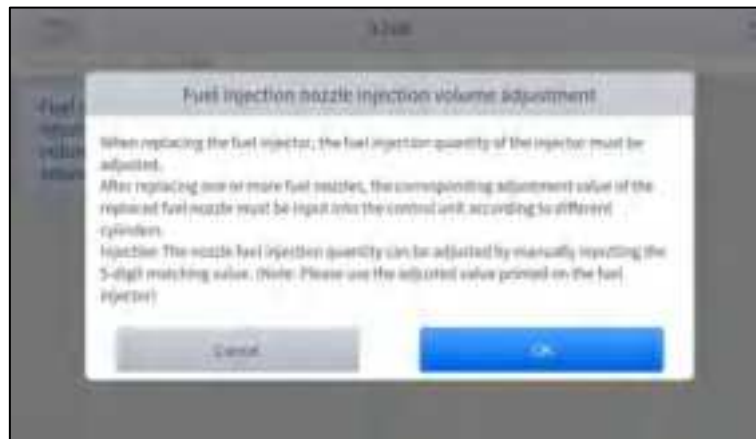 Fuel injection nozzle injection volume adjustment
When replacing the fuel injector, the fuel injection quantity of the injector must be
adjusted.
After replacing one or more fuel nozzles, the corresponding adjustment value of the
replaced fuel nozzle must be input into the control unit according to different
cylinders.
Injection The nozzle fuel injection quantity can be adjusted by manually inputting the
5-digit matching value. (Note: Please use the adjusted value printed on the fuel
injector)
Cancel
OK